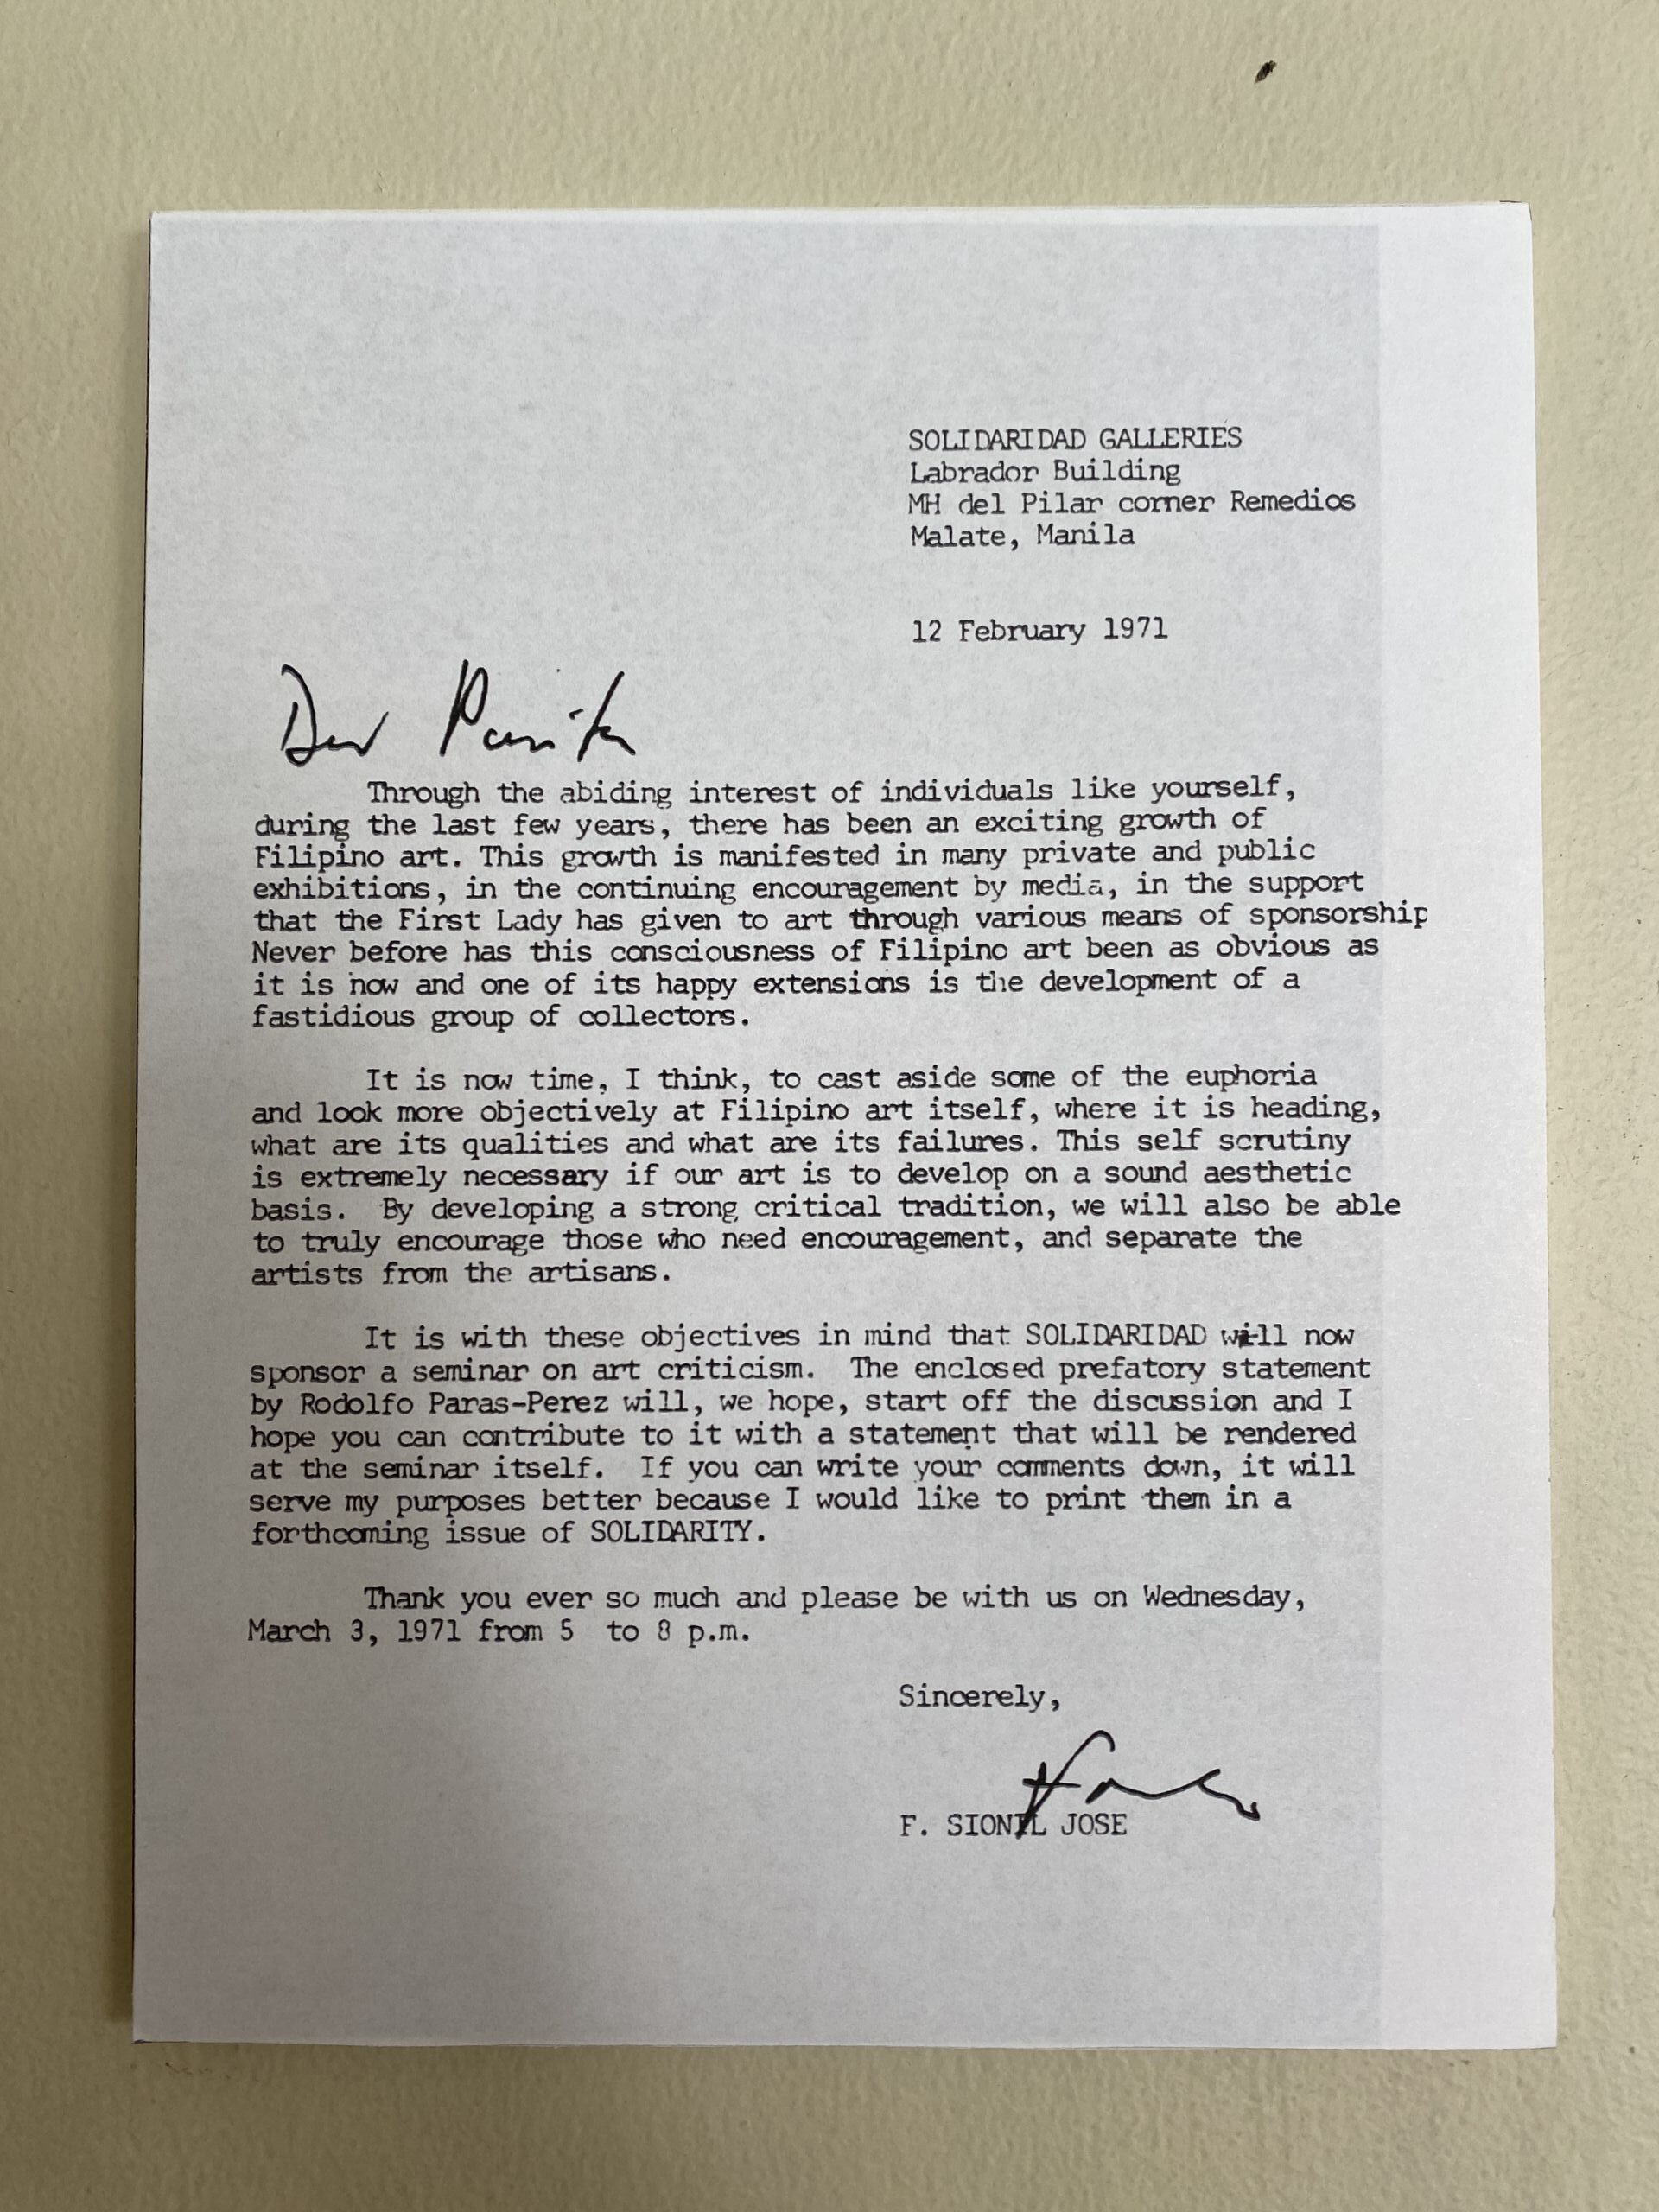 SOLIDARIDAD GALLERIES
Labrador Building
MH del Pilar corner Remedios
Malate, Manila
12 February 1971
Dear
Through the abiding interest of individuals like yourself,
during the last few years, there has been an exciting growth of
Filipino art. This growth is manifested in many private and public
exhibitions, in the continuing encouragement by media, in the support
that the First Lady has given to art through various means of sponsorship
Never before has this consciousness of Filipino art been as obvious as
it is now and one of its happy extensions is the development of a
fastidious group of collectors.
It is now time, I think, to cast aside some of the euphoria
and look more objectively at Filipino art itself, where it is heading,
what are its qualities and what are its failures. This self scrutiny
is extremely necessary if our art is to develop on a sound aesthetic
basis. By developing a strong critical tradition, we will also be able
to truly encourage those who need encouragement, and separate the
artists from the artisans.
It is with these objectives in mind that SOLIDARIDAD will now
sponsor a seminar on art criticism. The enclosed prefatory statement
by Rodolfo Paras-Perez will, we hope, start off the discussion and I
hope you can contribute to it with a statement that will be rendered
at the seminar itself. If you can write your comments down, it will
serve my purposes better because I would like to print them in a
forthcoming issue of SOLIDARITY.
Thank you ever so much and please be with us on Wednesday,
March 3, 1971 from 5 to 8 p.m.
Sincerely,
F. SIONIL JOSE